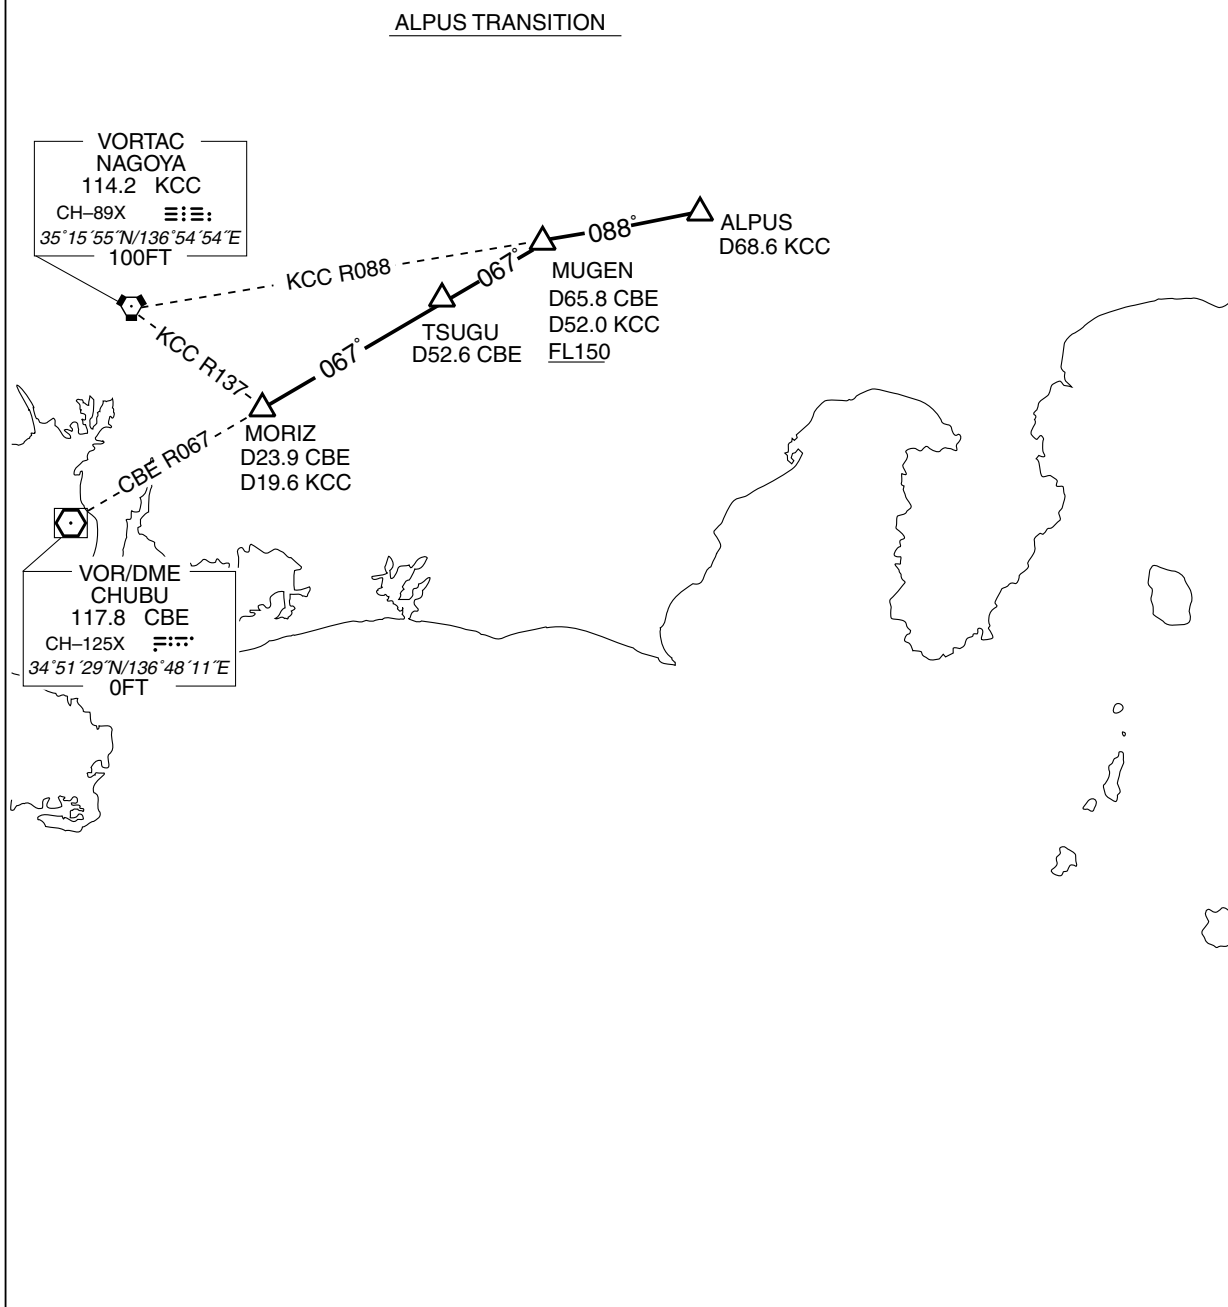 ALPUS TRANSITION
VORTAC
NAGOYA
114.2 KCC
CH–89X
35°15´55˝N/136°54´54˝E
100FT
KCC R088
088°
ALPUS
D68.6 KCC
067°
MUGEN
D65.8 CBE
D52.0 KCC
FL150
TSUGU
D52.6 CBE
KCC R137
067°
MORIZ
D23.9 CBE
D19.6 KCC
CBE R067
VOR/DME
CHUBU
117.8 CBE
CH–125X
34°51´29˝N/136°48´11˝E
0FT